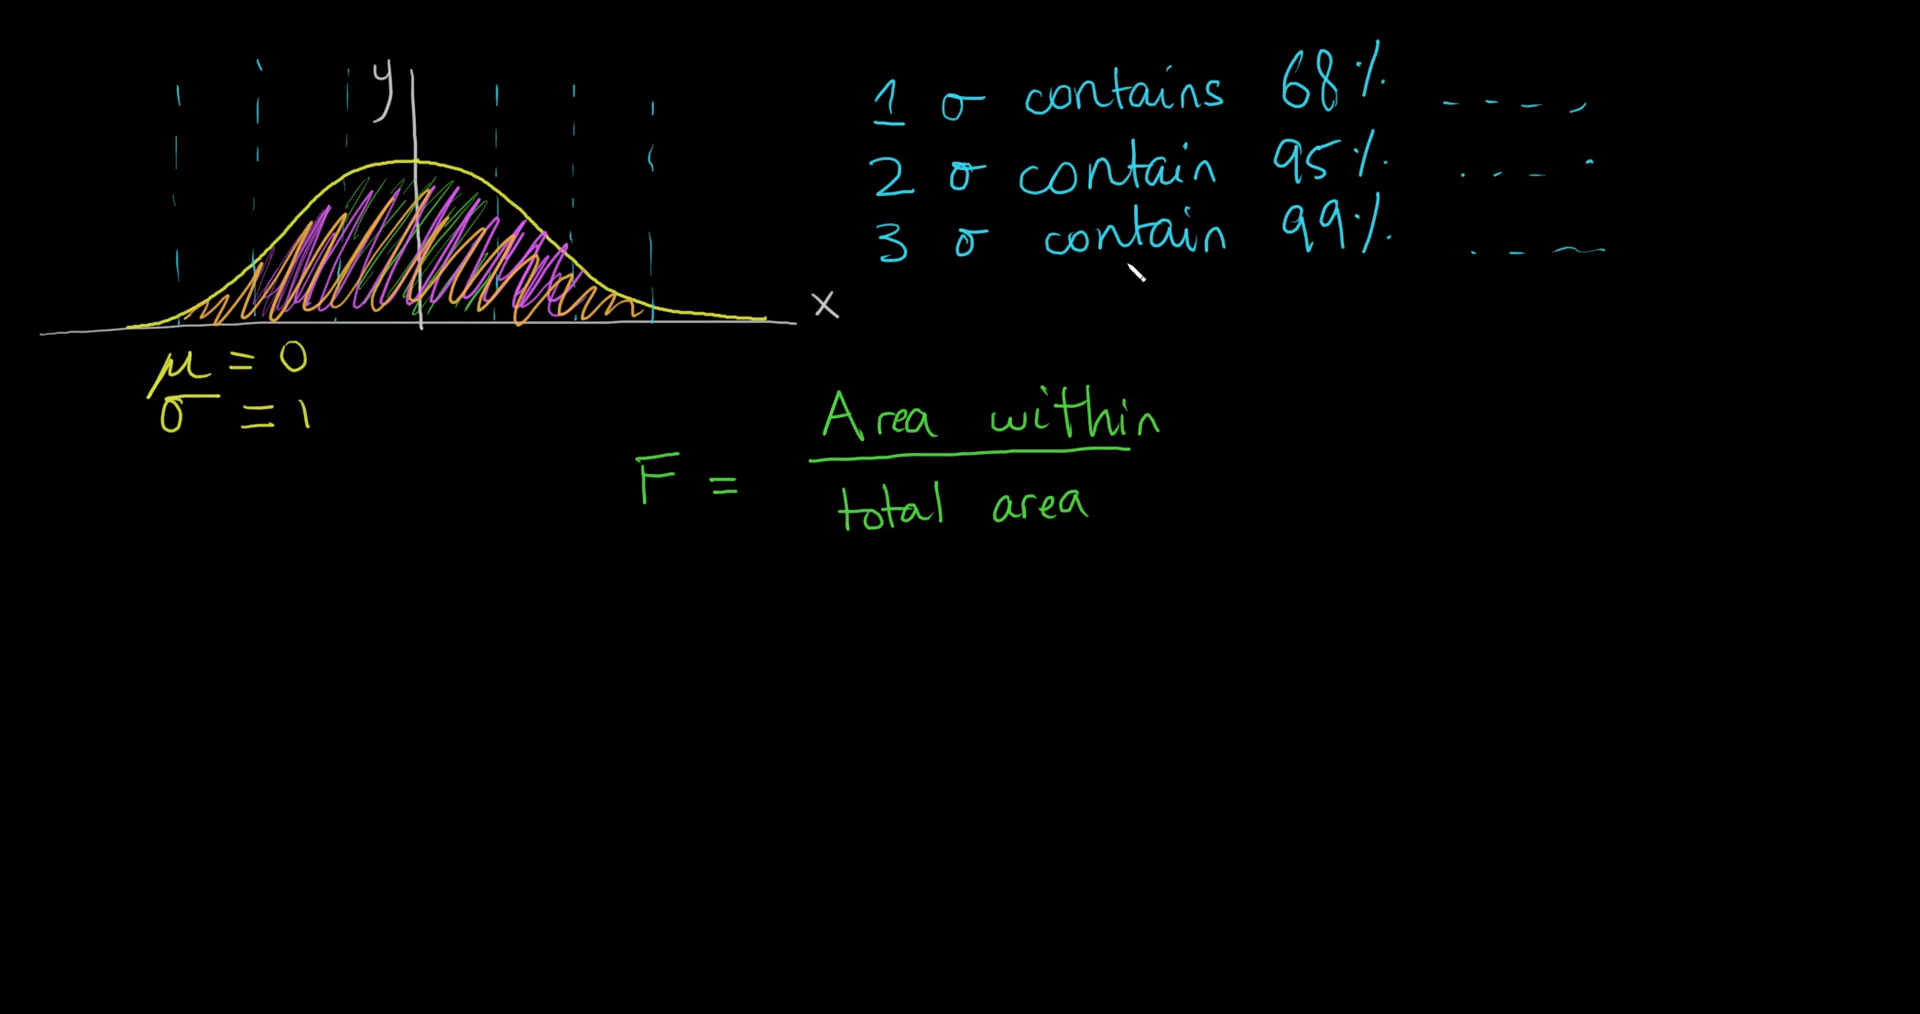 y
1 σ contains 68% ----,
2 σ contain 95% ....
3 σ contain 99% ..--
x
μ = 0
σ = 1
F = Area within
total area